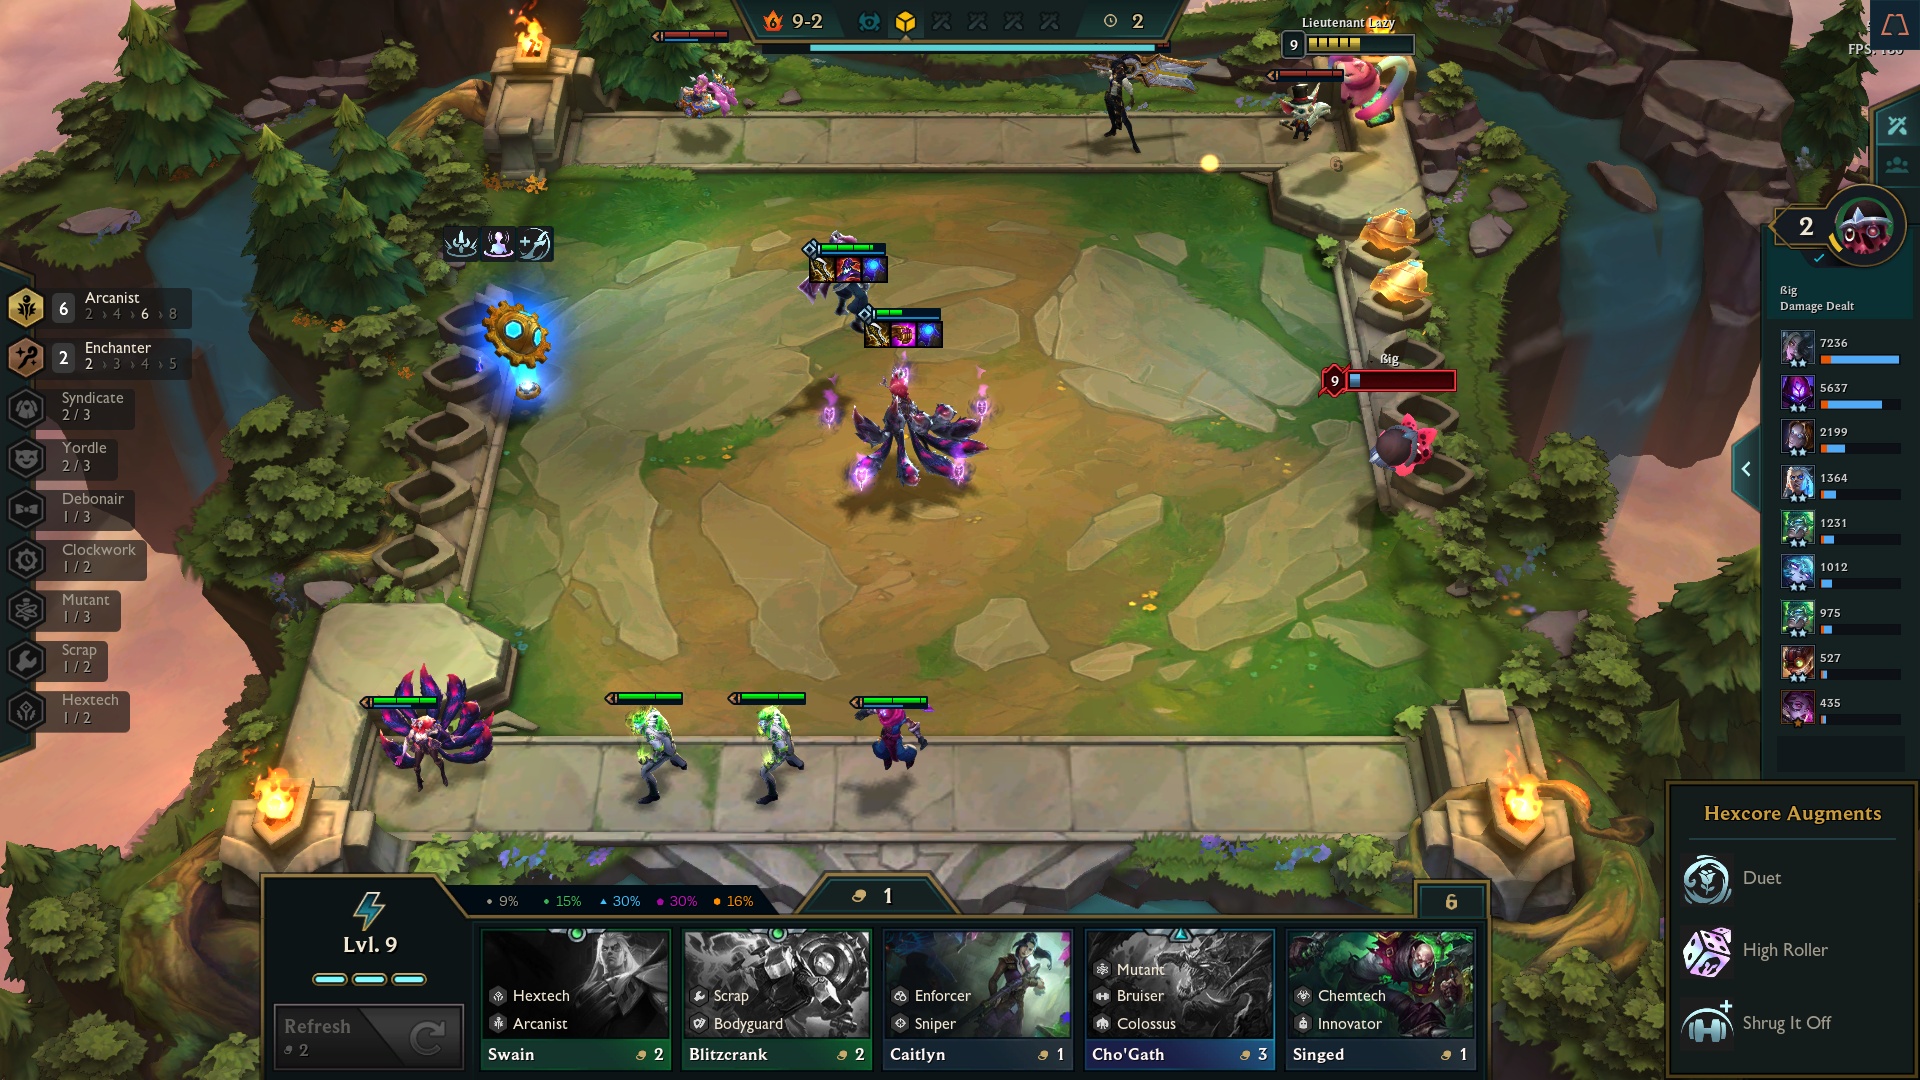 9-2
2
Lieutenant Lazy
9
6
Arcanist
2 › 4 › 6 › 8
2
Enchanter
2 › 3 › 4 › 5
Syndicate
2 / 3
Yordle
2 / 3
Debonair
1 / 3
Clockwork
1 / 2
Mutant
1 / 3
Scrap
1 / 2
Hextech
1 / 2
6
ßig
9
2
ßig
Damage Dealt
7236
5637
2199
1364
1231
1012
975
527
435
Hexcore Augments
Duet
High Roller
Shrug It Off
9% 15% 30% 30% 16%
1
6
Lvl. 9
Refresh
2
Hextech
Arcanist
Swain 2
Scrap
Bodyguard
Blitzcrank 2
Enforcer
Sniper
Caitlyn 1
Mutant
Bruiser
Colossus
Cho'Gath 3
Chemtech
Innovator
Singed 1